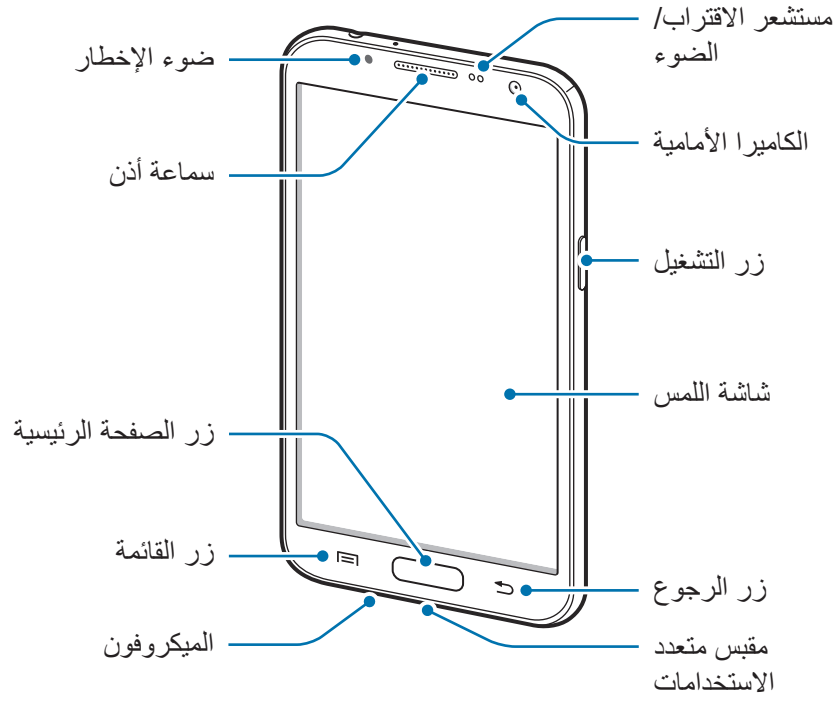 مستشعر الاقتراب/
الضوء
الكاميرا الأمامية
زر التشغيل
شاشة اللمس
زر الرجوع
مقبس متعدد
الاستخدامات
ضوء الإخطار
سماعة أذن
زر الصفحة الرئيسية
زر القائمة
الميكروفون